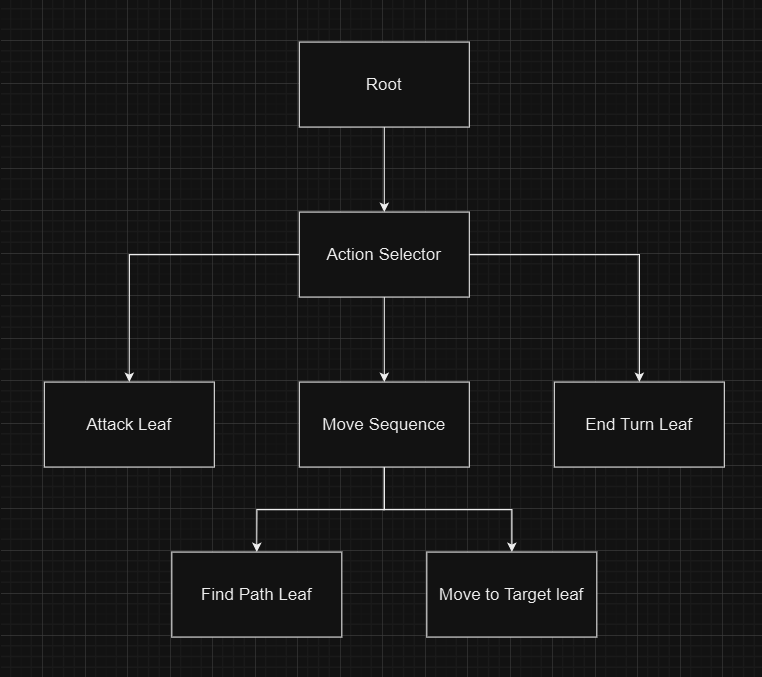 Root
Action Selector
Attack Leaf
Move Sequence
End Turn Leaf
Find Path Leaf
Move to Target leaf